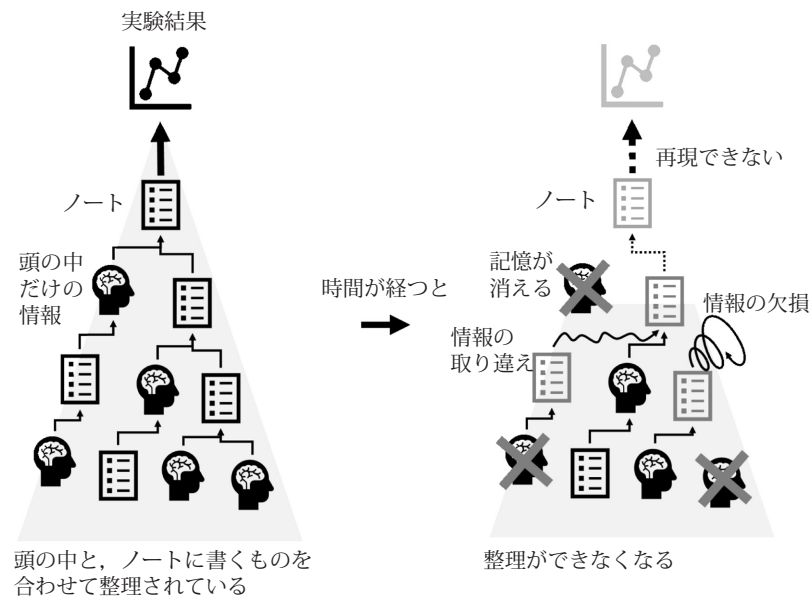 実験結果
ノート
頭の中
だけの
情報
頭の中と，ノートに書くものを
合わせて整理されている
時間が経つと
再現できない
ノート
記憶が
消える
情報の欠損
情報の
取り違え
整理ができなくなる